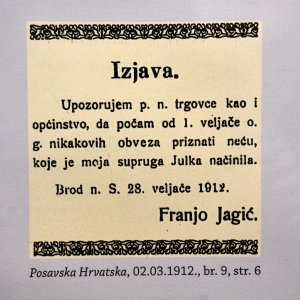 Izjava.
Upozorujem p. n. trgovce kao i
općinstvo, da počam od 1. veljače o.
g. nikakovih obveza priznati neću,
koje je moja supruga Julka načinila.
Brod n. S. 28. veljače 1912.
Franjo Jagić.
Posavska Hrvatska, 02.03.1912., br. 9, str. 6